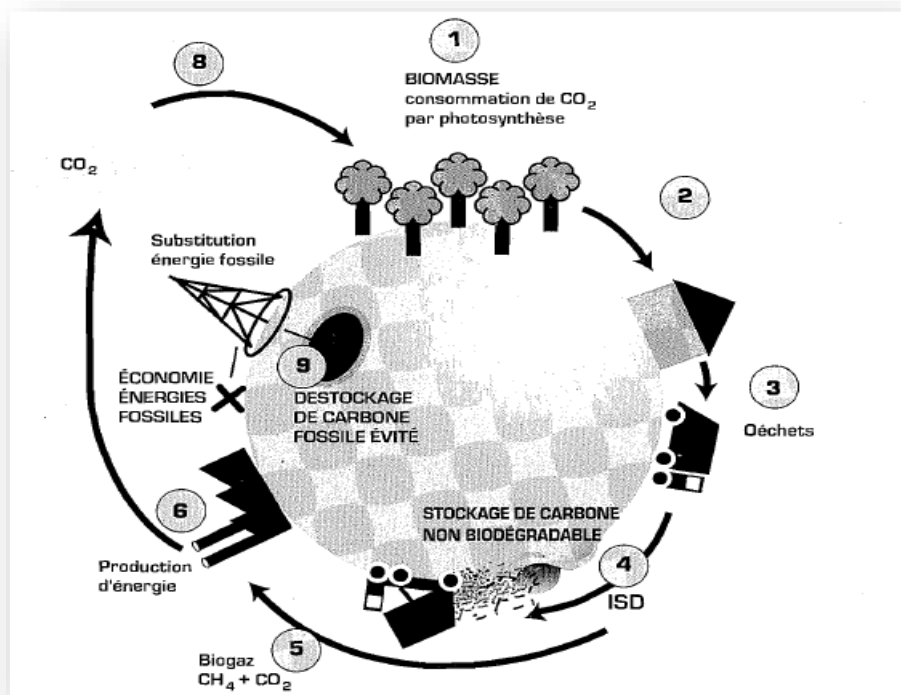 1
BIOMASSE
consommation de CO₂
par photosynthèse
2
3
Oéchets
STOCKAGE DE CARBONE
NON BIODÉGRADABLE
4
ISD
5
Biogaz
CH₄ + CO₂
6
Production
d'énergie
8
CO₂
Substitution
énergie fossile
ÉCONOMIE
ÉNERGIES
FOSSILES
9
DESTOCKAGE
DE CARBONE
FOSSILE ÉVITÉ